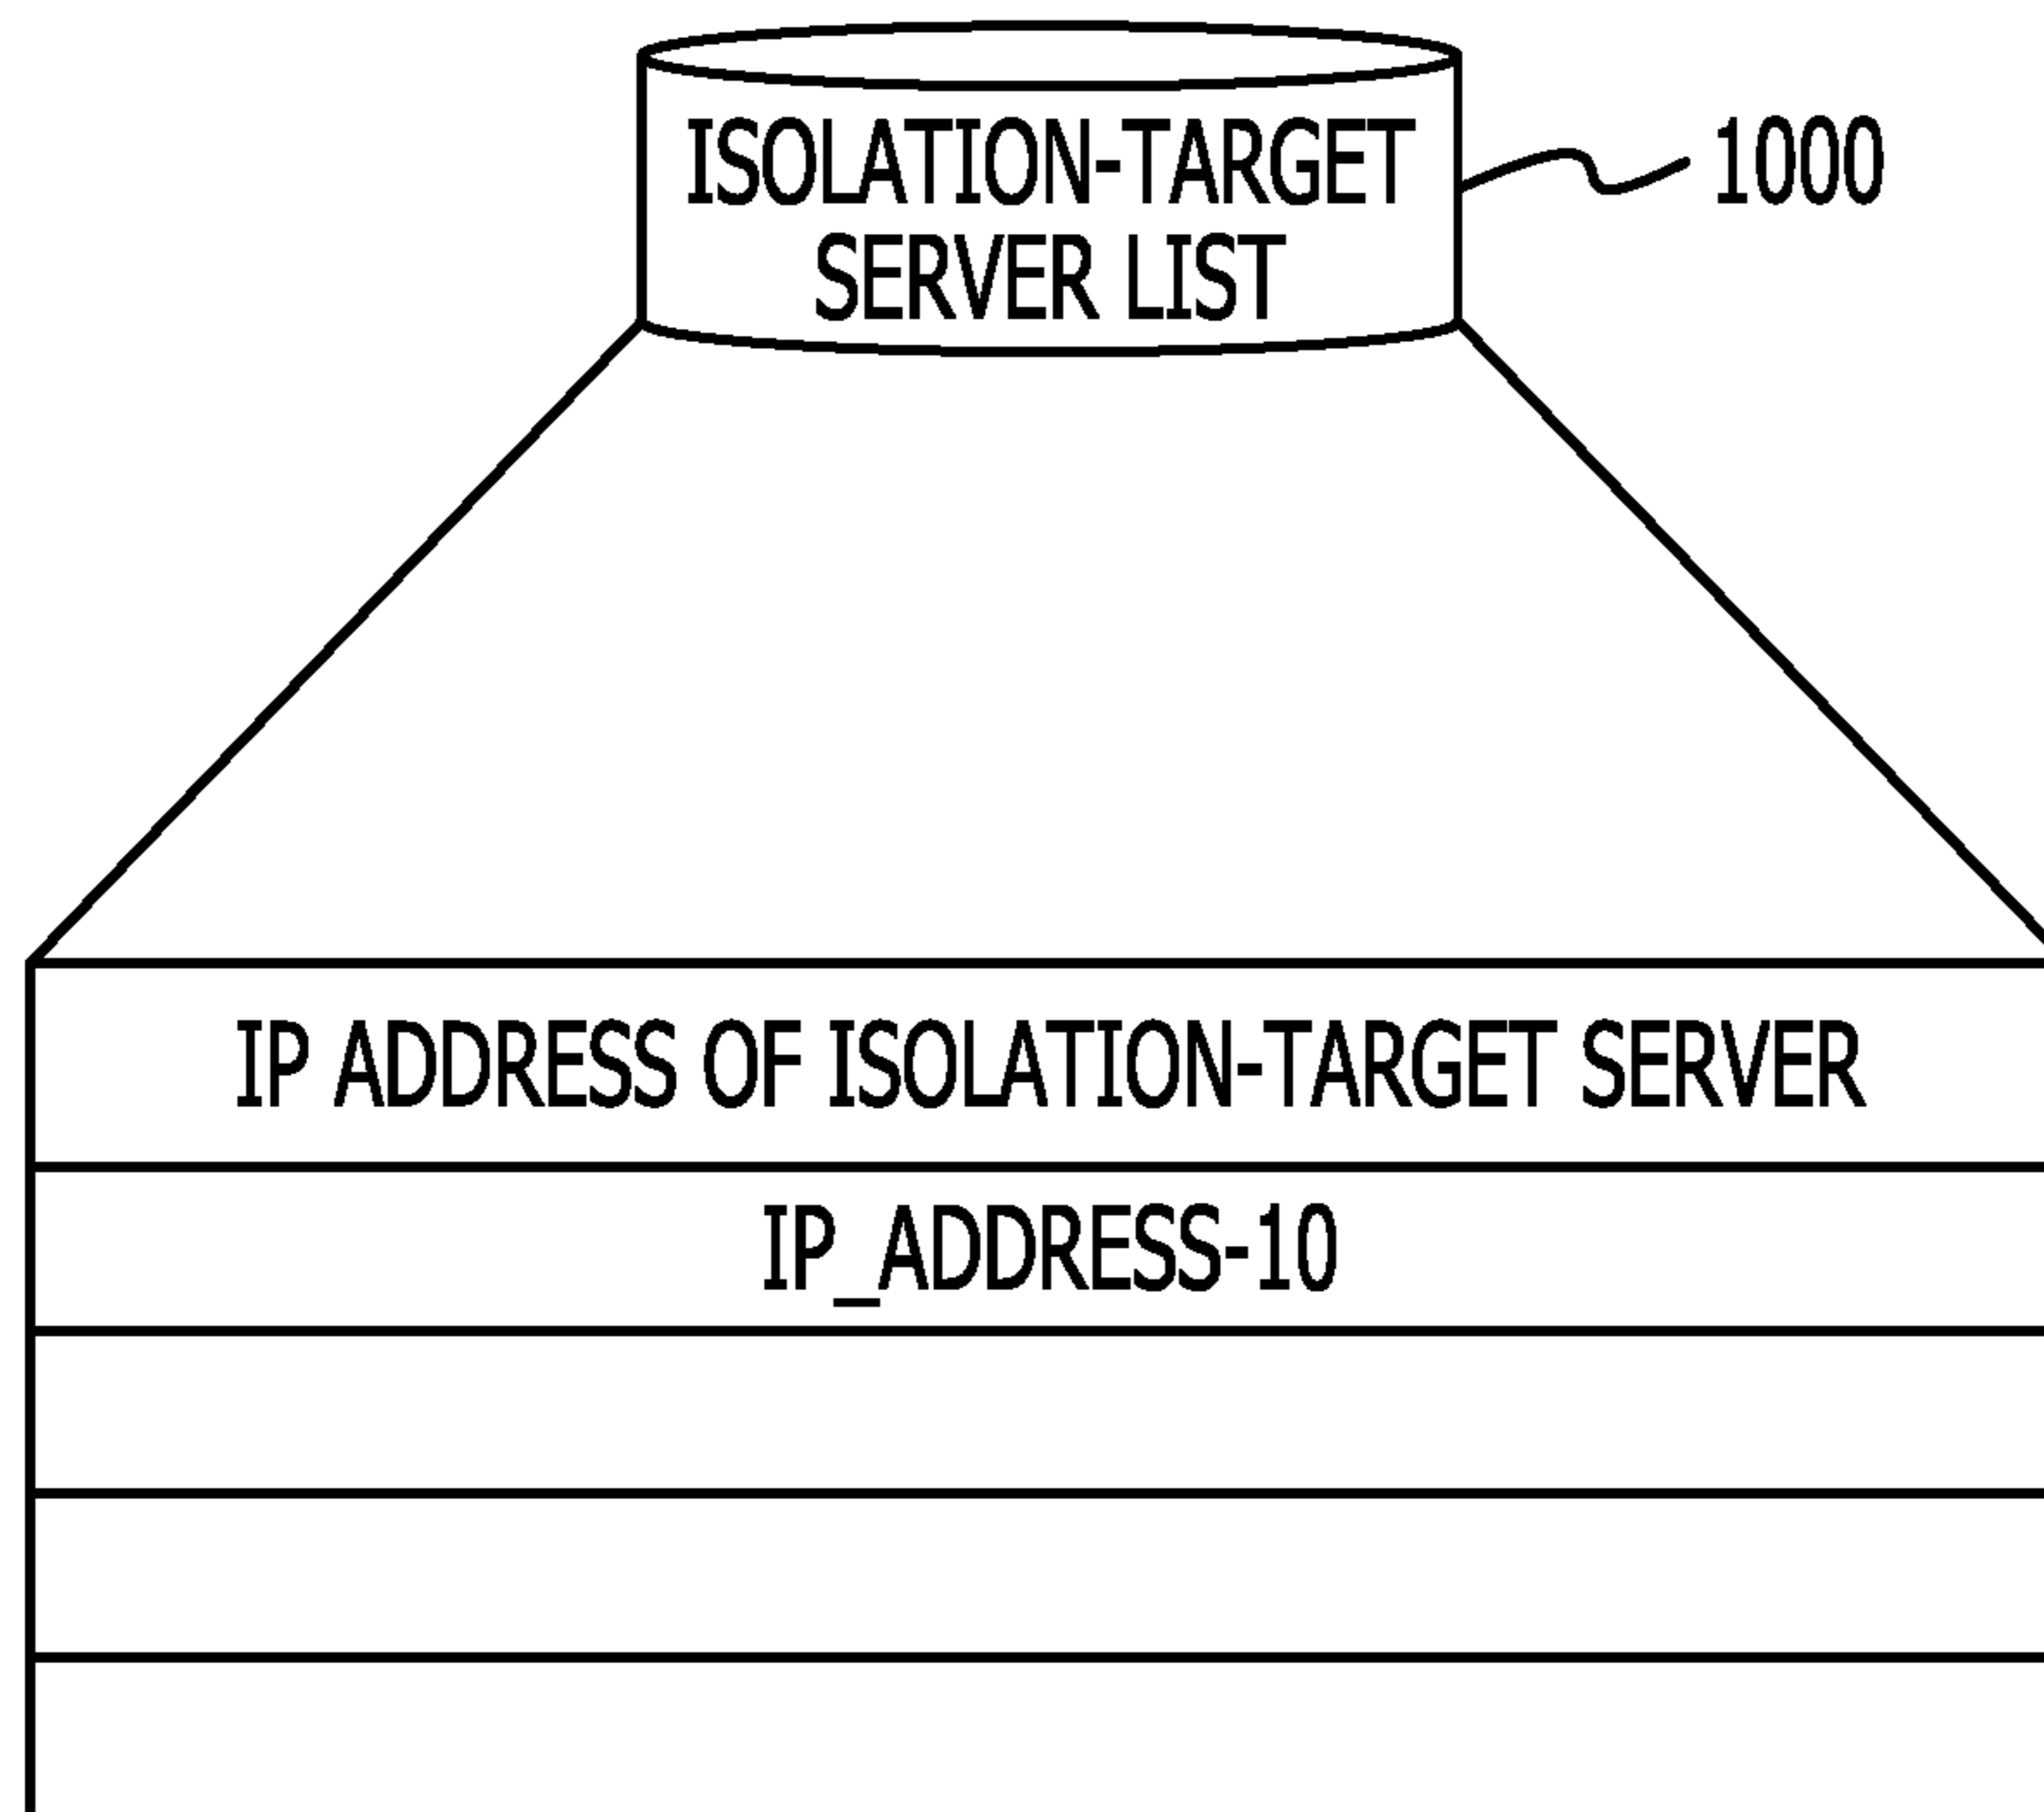 ISOLATION-TARGET
SERVER LIST
1000
IP ADDRESS OF ISOLATION-TARGET SERVER
IP_ADDRESS-10